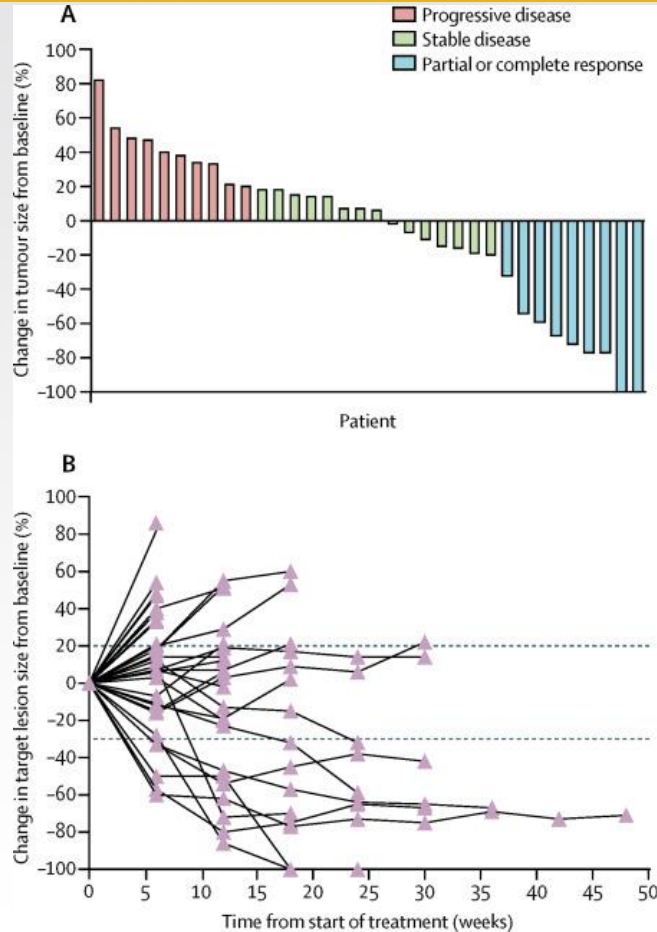 A
Progressive disease
Stable disease
Partial or complete response
Change in tumour size from baseline (%)
100
80
60
40
20
0
−20
−40
−60
−80
−100
Patient
B
Change in target lesion size from baseline (%)
100
80
60
40
20
0
−20
−40
−60
−80
−100
0 5 10 15 20 25 30 35 40 45 50
Time from start of treatment (weeks)